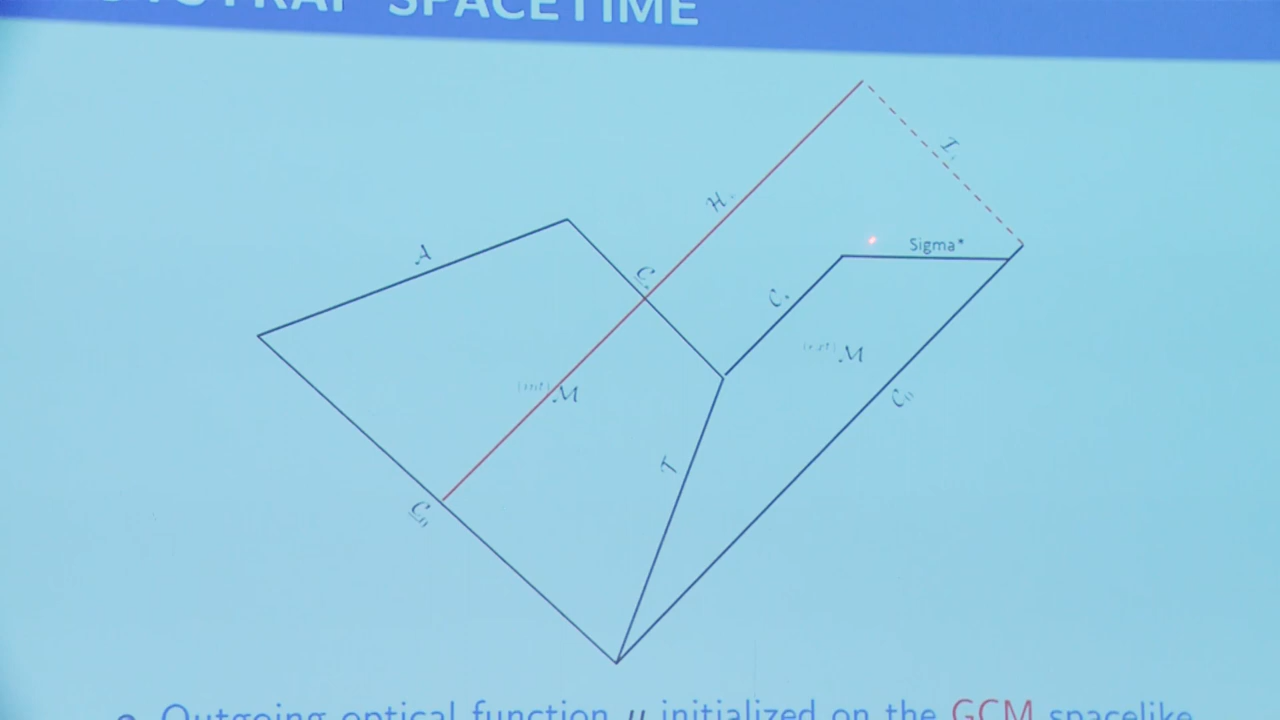 SPACETIME
I+
H+
A
C*
Sigma*
C*
(ext)M
(int)M
C0
T
C0
Outgoing optical function u initialized on the GCM spacelike